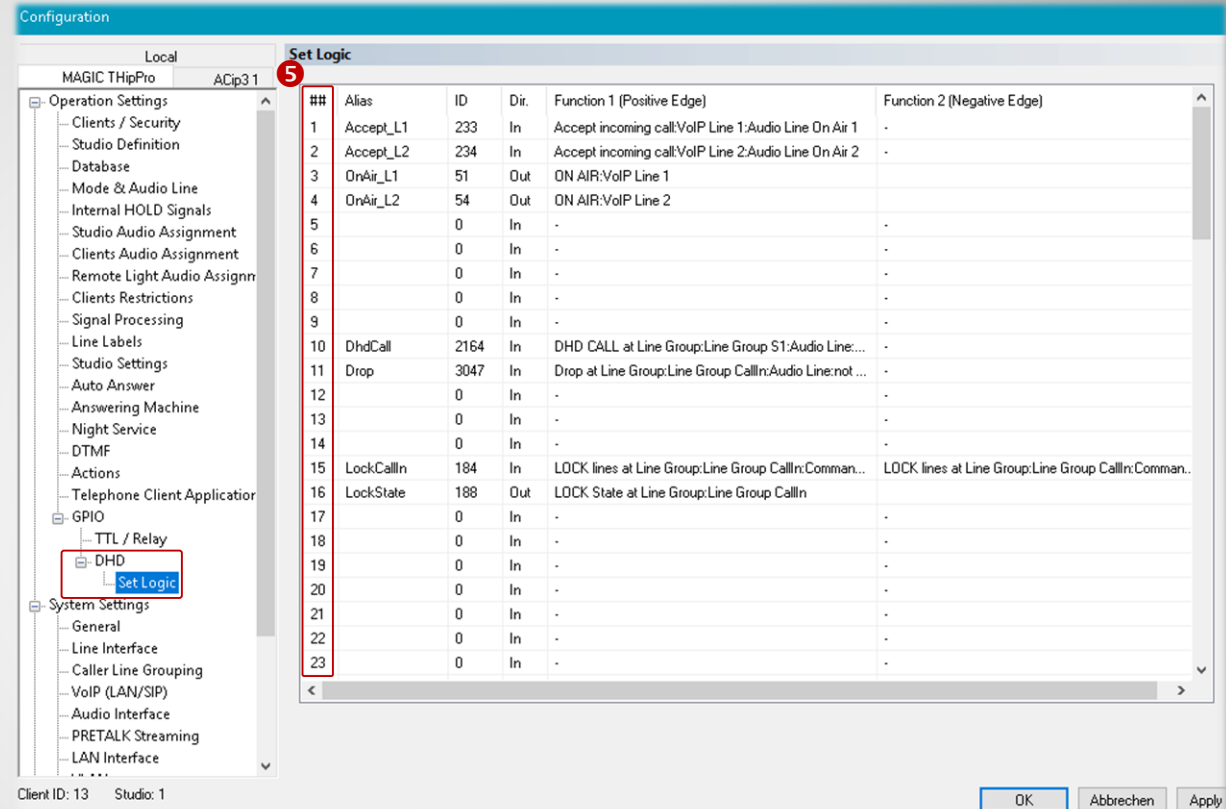 Configuration
Local
MAGIC THipPro ACip3 1
Operation Settings
Clients / Security
Studio Definition
Database
Mode & Audio Line
Internal HOLD Signals
Studio Audio Assignment
Clients Audio Assignment
Remote Light Audio Assignm
Clients Restrictions
Signal Processing
Line Labels
Studio Settings
Auto Answer
Answering Machine
Night Service
DTMF
Actions
Telephone Client Application
GPIO
TTL / Relay
DHD
Set Logic
System Settings
General
Line Interface
Caller Line Grouping
VoIP (LAN/SIP)
Audio Interface
PRETALK Streaming
LAN Interface
Client ID: 13 Studio: 1
Set Logic
5
## Alias ID Dir. Function 1 (Positive Edge) Function 2 (Negative Edge)
1 Accept_L1 233 In Accept incoming call:VoIP Line 1:Audio Line On Air 1 -
2 Accept_L2 234 In Accept incoming call:VoIP Line 2:Audio Line On Air 2 -
3 OnAir_L1 51 Out ON AIR:VoIP Line 1
4 OnAir_L2 54 Out ON AIR:VoIP Line 2
5 0 In - -
6 0 In - -
7 0 In - -
8 0 In - -
9 0 In - -
10 DhdCall 2164 In DHD CALL at Line Group:Line Group S1:Audio Line:... -
11 Drop 3047 In Drop at Line Group:Line Group CallIn:Audio Line:not ... -
12 0 In - -
13 0 In - -
14 0 In - -
15 LockCallIn 184 In LOCK lines at Line Group:Line Group CallIn:Comman... LOCK lines at Line Group:Line Group CallIn:Comman..
16 LockState 188 Out LOCK State at Line Group:Line Group CallIn
17 0 In - -
18 0 In - -
19 0 In - -
20 0 In - -
21 0 In - -
22 0 In - -
23 0 In - -
OK Abbrechen Apply